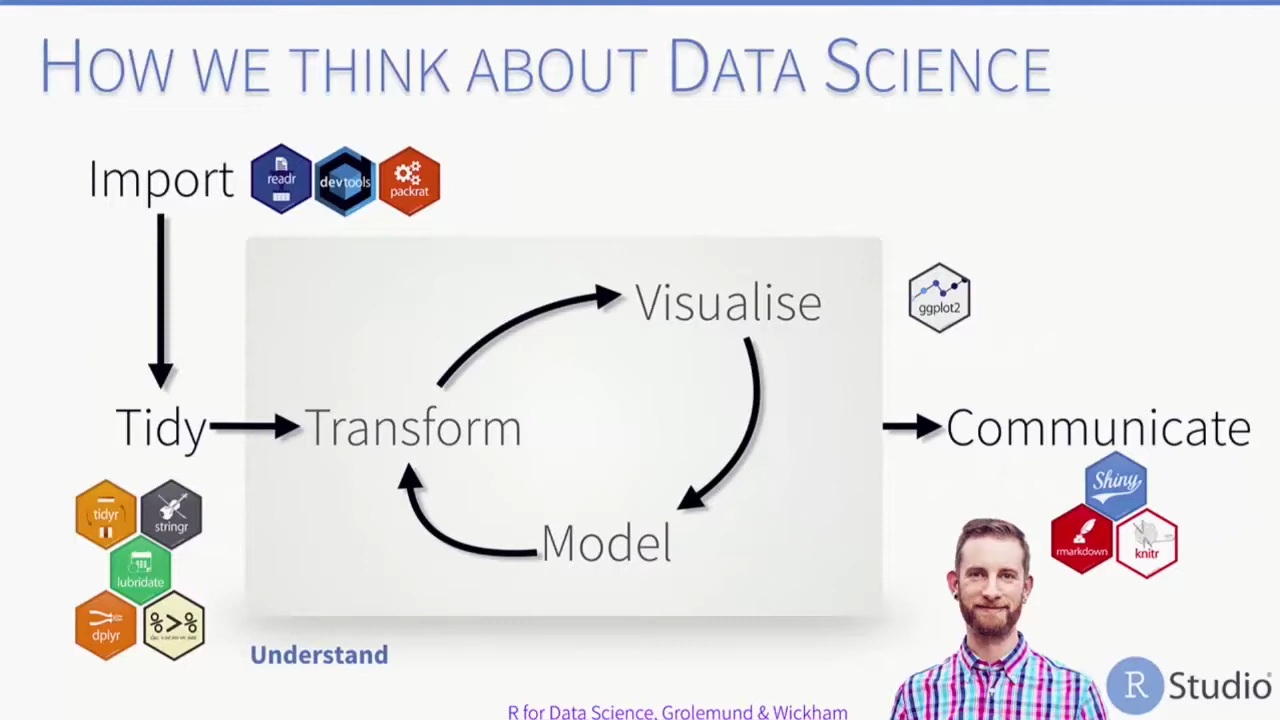 HOW WE THINK ABOUT DATA SCIENCE
Import
readr
devtools
packrat
Visualise
ggplot2
Tidy
Transform
Communicate
tidyr
stringr
lubridate
dplyr
%>%
Model
Shiny
rmarkdown
knitr
Understand
R Studio
R for Data Science, Grolemund & Wickham